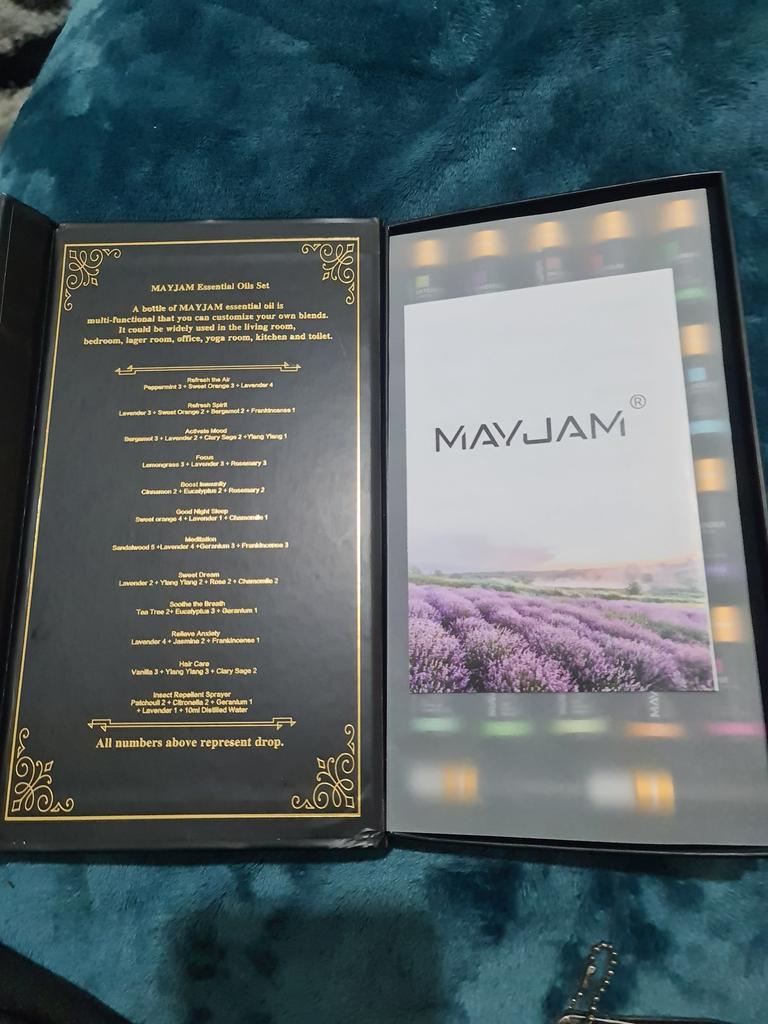 MAYJAM Essential Oils Set
A bottle of MAYJAM essential oil is
multi-functional that you can customize your own blends.
It could be widely used in the living room,
bedroom, lager room, office, yoga room, kitchen and toilet.
Refresh the Air
Peppermint 3 + Sweet Orange 3 + Lavender 4
Refresh Spirit
Lavender 3 + Sweet Orange 2 + Bergamot 2 + Frankincense 1
Activate Mood
Bergamot 3 + Lavender 2 + Clary Sage 2 +Ylang Ylang 1
Focus
Lemongrass 3 + Lavender 3 + Rosemary 3
Boost Immunity
Cinnamon 2 + Eucalyptus 2 + Rosemary 2
Good Night Sleep
Sweet orange 4 + Lavender 1 + Chamomile 1
Meditation
Sandalwood 5 +Lavender 4 +Geranium 3 + Frankincense 3
Sweet Dream
Lavender 2 + Ylang Ylang 2 + Rose 2 + Chamomile 2
Soothe the Breath
Tea Tree 2+ Eucalyptus 3 + Geranium 1
Relieve Anxiety
Lavender 4 + Jasmine 2 + Frankincense 1
Hair Care
Vanilla 3 + Ylang Ylang 3 + Clary Sage 2
Insect Repellent Sprayer
Patchouli 2 + Citronella 2 + Geranium 1
+ Lavender 1 + 10ml Distilled Water
All numbers above represent drop.
MAYJAM®